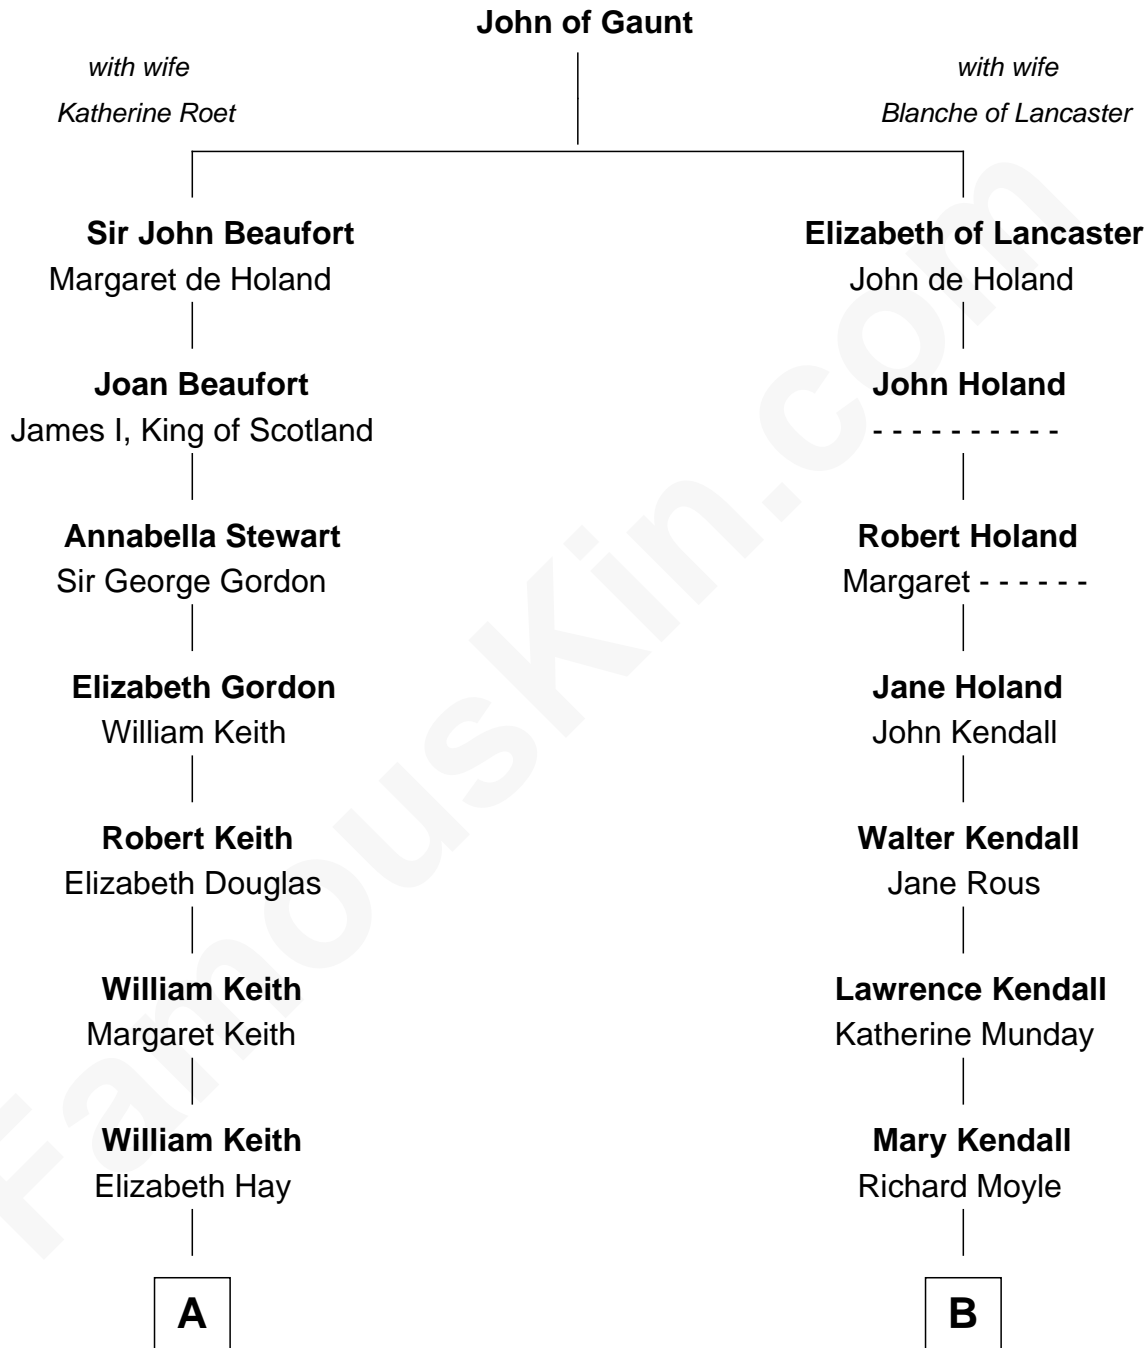 John of Gaunt
with wife
Katherine Roet
with wife
Blanche of Lancaster
Sir John Beaufort
Margaret de Holand
Elizabeth of Lancaster
John de Holand
Joan Beaufort
James I, King of Scotland
John Holand
- - - - - - - - - -
Annabella Stewart
Sir George Gordon
Robert Holand
Margaret - - - - - -
Elizabeth Gordon
William Keith
Jane Holand
John Kendall
Robert Keith
Elizabeth Douglas
Walter Kendall
Jane Rous
William Keith
Margaret Keith
Lawrence Kendall
Katherine Munday
William Keith
Elizabeth Hay
Mary Kendall
Richard Moyle
A
B
FamousKin.com